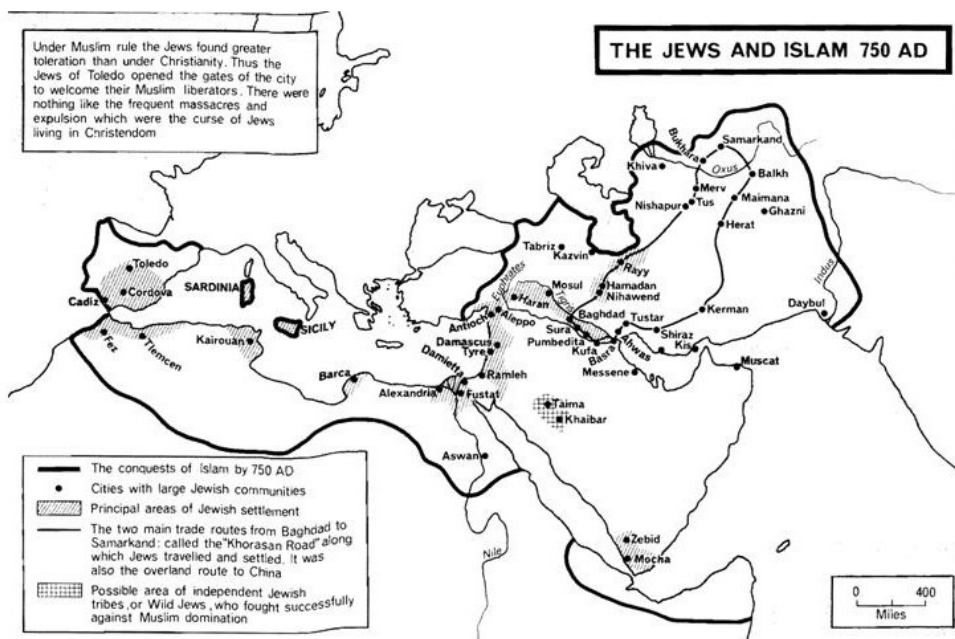 Under Muslim rule the Jews found greater
toleration than under Christianity. Thus the
Jews of Toledo opened the gates of the city
to welcome their Muslim liberators. There were
nothing like the frequent massacres and
expulsion which were the curse of Jews
living in Christendom
THE JEWS AND ISLAM 750 AD
Samarkand
Bukhara
Khiva
Oxus
Balkh
Merv
Maimana
Nishapur
Tus
Ghazni
Herat
Tabriz
Kazvin
Rayy
Toledo
SARDINIA
Cordova
Cadiz
Euphrates
Mosul
Hamadan
Nihawend
Haran
Tigris
Indus
Daybul
SICILY
Antioch
Aleppo
Baghdad
Tustar
Kerman
Fez
Tlemcen
Kairouan
Sura
Damascus
Tyre
Pumbedita
Kufa
Basra
Ahwas
Shiraz
Kis
Messene
Muscat
Barca
Damietta
Ramleh
Alexandria
Fustat
Taima
Khaibar
Aswan
Nile
Zebid
Mocha
The conquests of Islam by 750 AD
Cities with large Jewish communities
Principal areas of Jewish settlement
The two main trade routes from Baghdad to
Samarkand: called the "Khorasan Road" along
which Jews travelled and settled. It was
also the overland route to China
Possible area of independent Jewish
tribes, or Wild Jews, who fought successfully
against Muslim domination
0 400
Miles